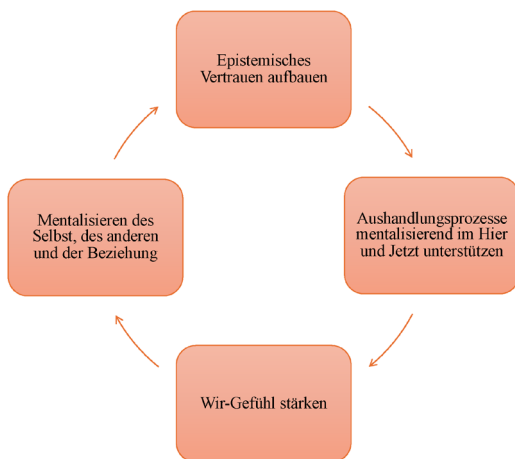 Epistemisches
Vertrauen aufbauen
Aushandlungsprozesse
mentalisierend im Hier
und Jetzt unterstützen
Wir-Gefühl stärken
Mentalisieren des
Selbst, des anderen
und der Beziehung